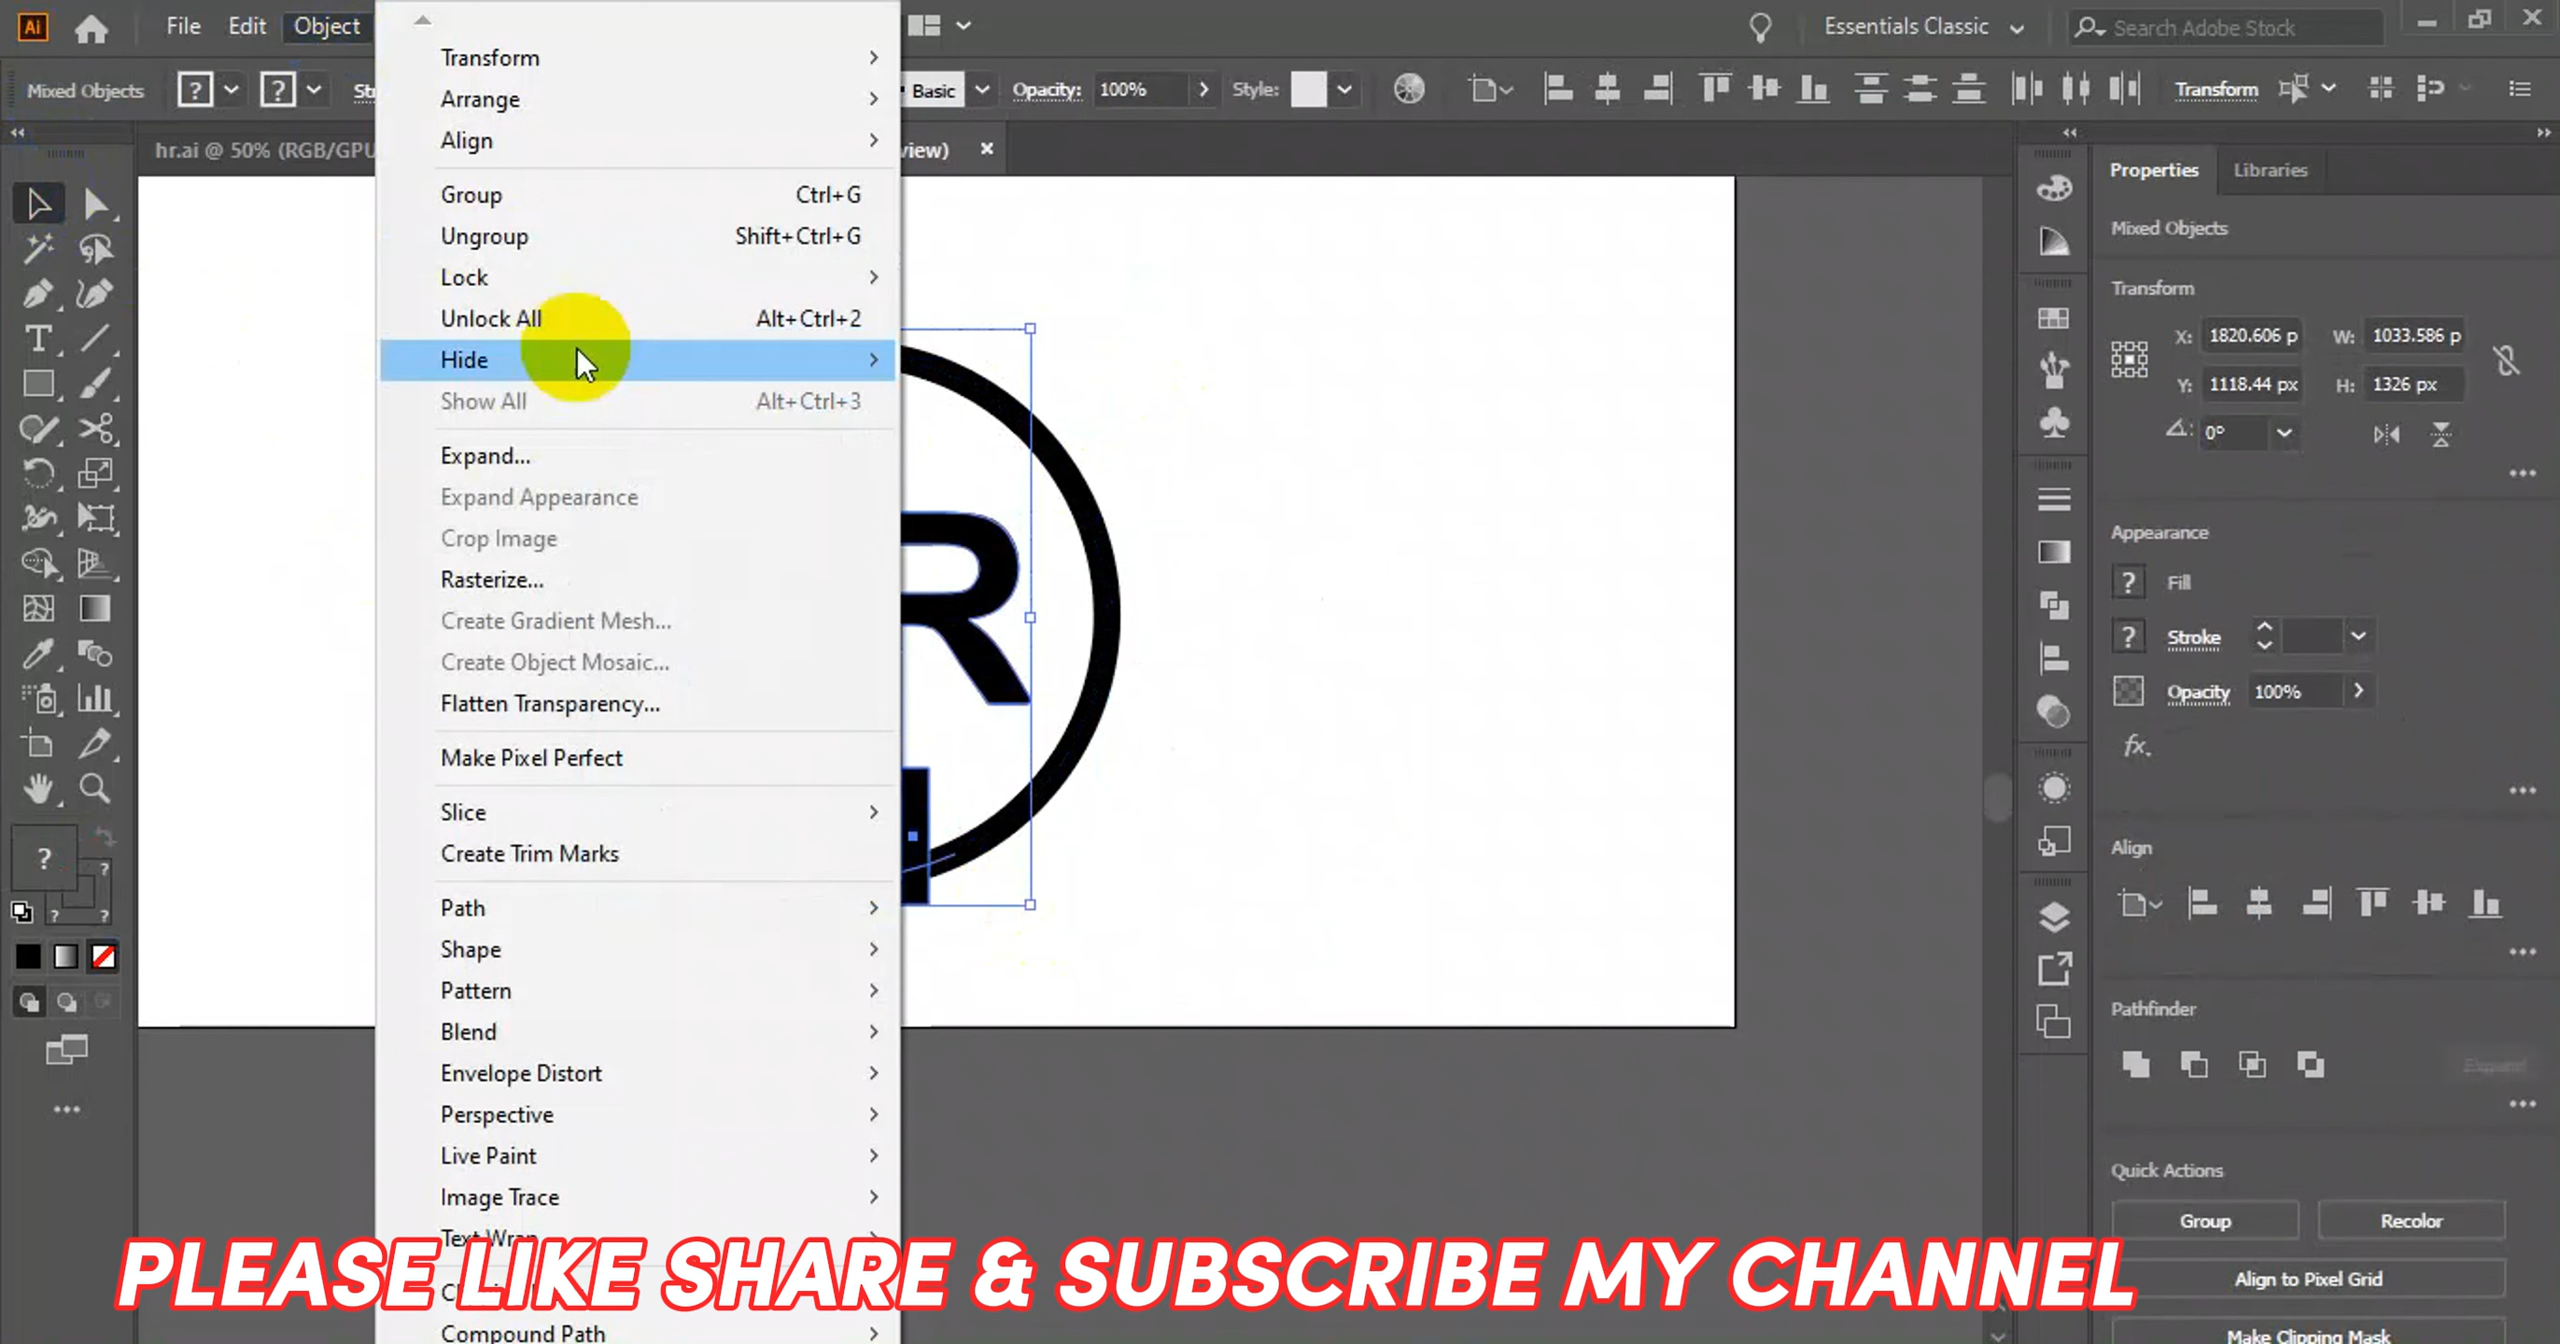 Ai File Edit Object Essentials Classic Search Adobe Stock
Mixed Objects ? ? Basic Opacity: 100% Style: Transform
hr.ai @ 50% (RGB/GPU view) ×
Transform
Arrange
Align
Group Ctrl+G
Ungroup Shift+Ctrl+G
Lock
Unlock All Alt+Ctrl+2
Hide
Show All Alt+Ctrl+3
Expand...
Expand Appearance
Crop Image
Rasterize...
Create Gradient Mesh...
Create Object Mosaic...
Flatten Transparency...
Make Pixel Perfect
Slice
Create Trim Marks
Path
Shape
Pattern
Blend
Envelope Distort
Perspective
Live Paint
Image Trace
Text Wrap
Compound Path
R
Properties Libraries
Mixed Objects
Transform
X: 1820.606 p W: 1033.586 p
Y: 1118.44 px H: 1326 px
0°
Appearance
? Fill
? Stroke
Opacity 100%
fx.
Align
Pathfinder
Expand
Quick Actions
Group Recolor
Align to Pixel Grid
Make Clipping Mask
PLEASE LIKE SHARE & SUBSCRIBE MY CHANNEL